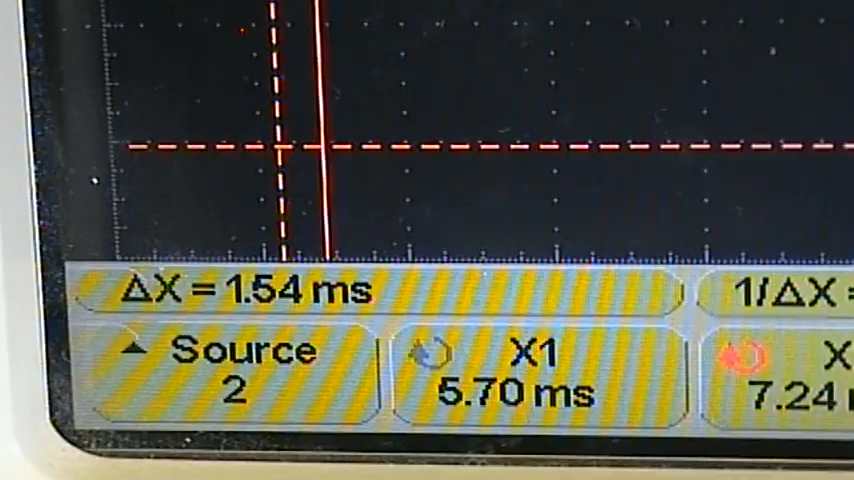 ΔX = 1.54 ms
1/ΔX =
Source
2
X1
5.70 ms
X
7.24